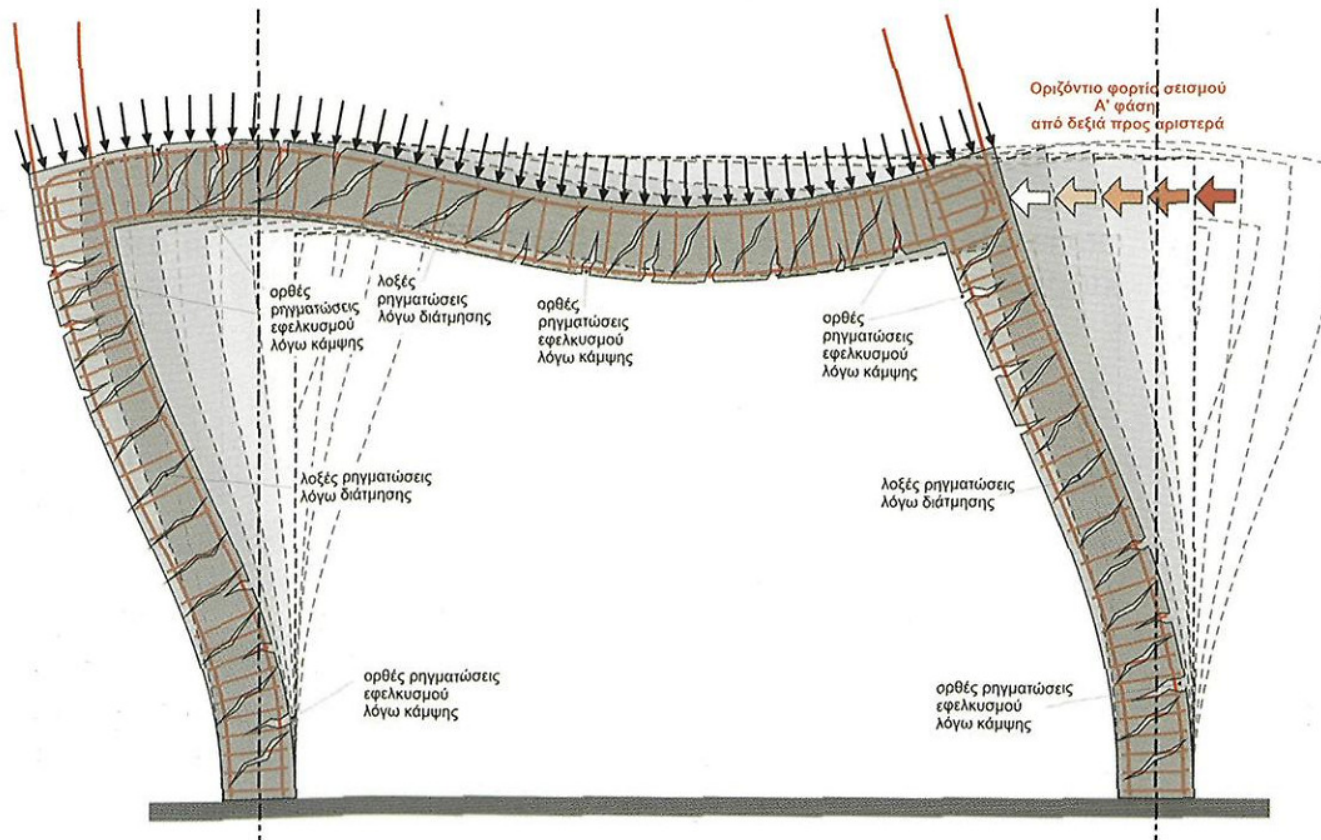 Οριζόντιο φορτίο σεισμού
Α' φάση:
από δεξιά προς αριστερά
ορθές
ρηγματώσεις
εφελκυσμού
λόγω κάμψης
λοξές
ρηγματώσεις
λόγω διάτμησης
ορθές
ρηγματώσεις
εφελκυσμού
λόγω κάμψης
ορθές
ρηγματώσεις
εφελκυσμού
λόγω κάμψης
λοξές ρηγματώσεις
λόγω διάτμησης
λοξές ρηγματώσεις
λόγω διάτμησης
ορθές ρηγματώσεις
εφελκυσμού
λόγω κάμψης
ορθές ρηγματώσεις
εφελκυσμού
λόγω κάμψης